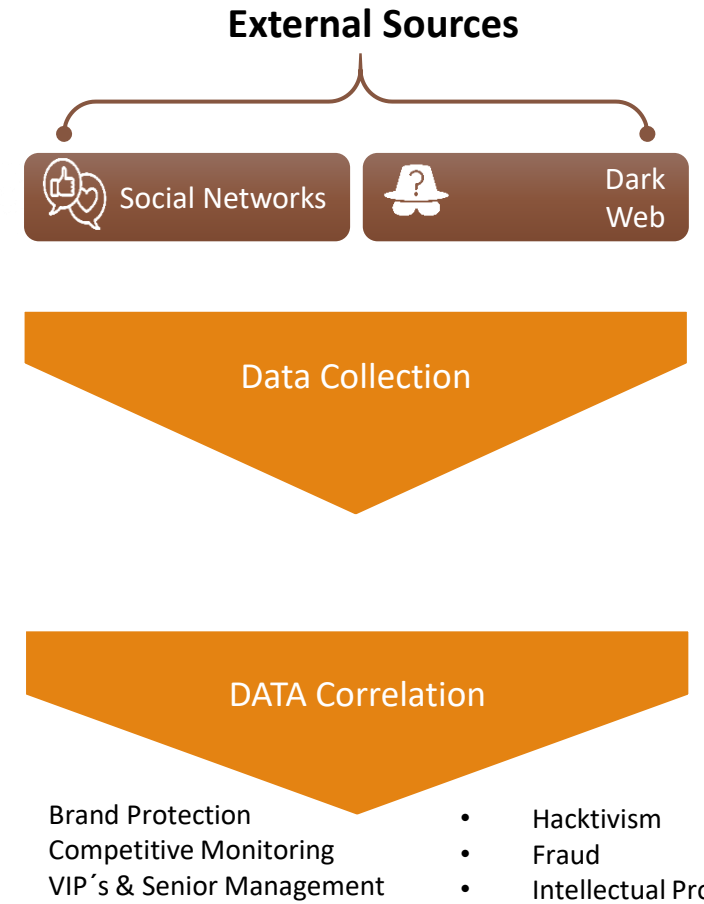 External Sources
Social Networks
?
Dark
Web
Data Collection
DATA Correlation
Brand Protection
Competitive Monitoring
VIP´s & Senior Management
• Hacktivism
• Fraud
• Intellectual